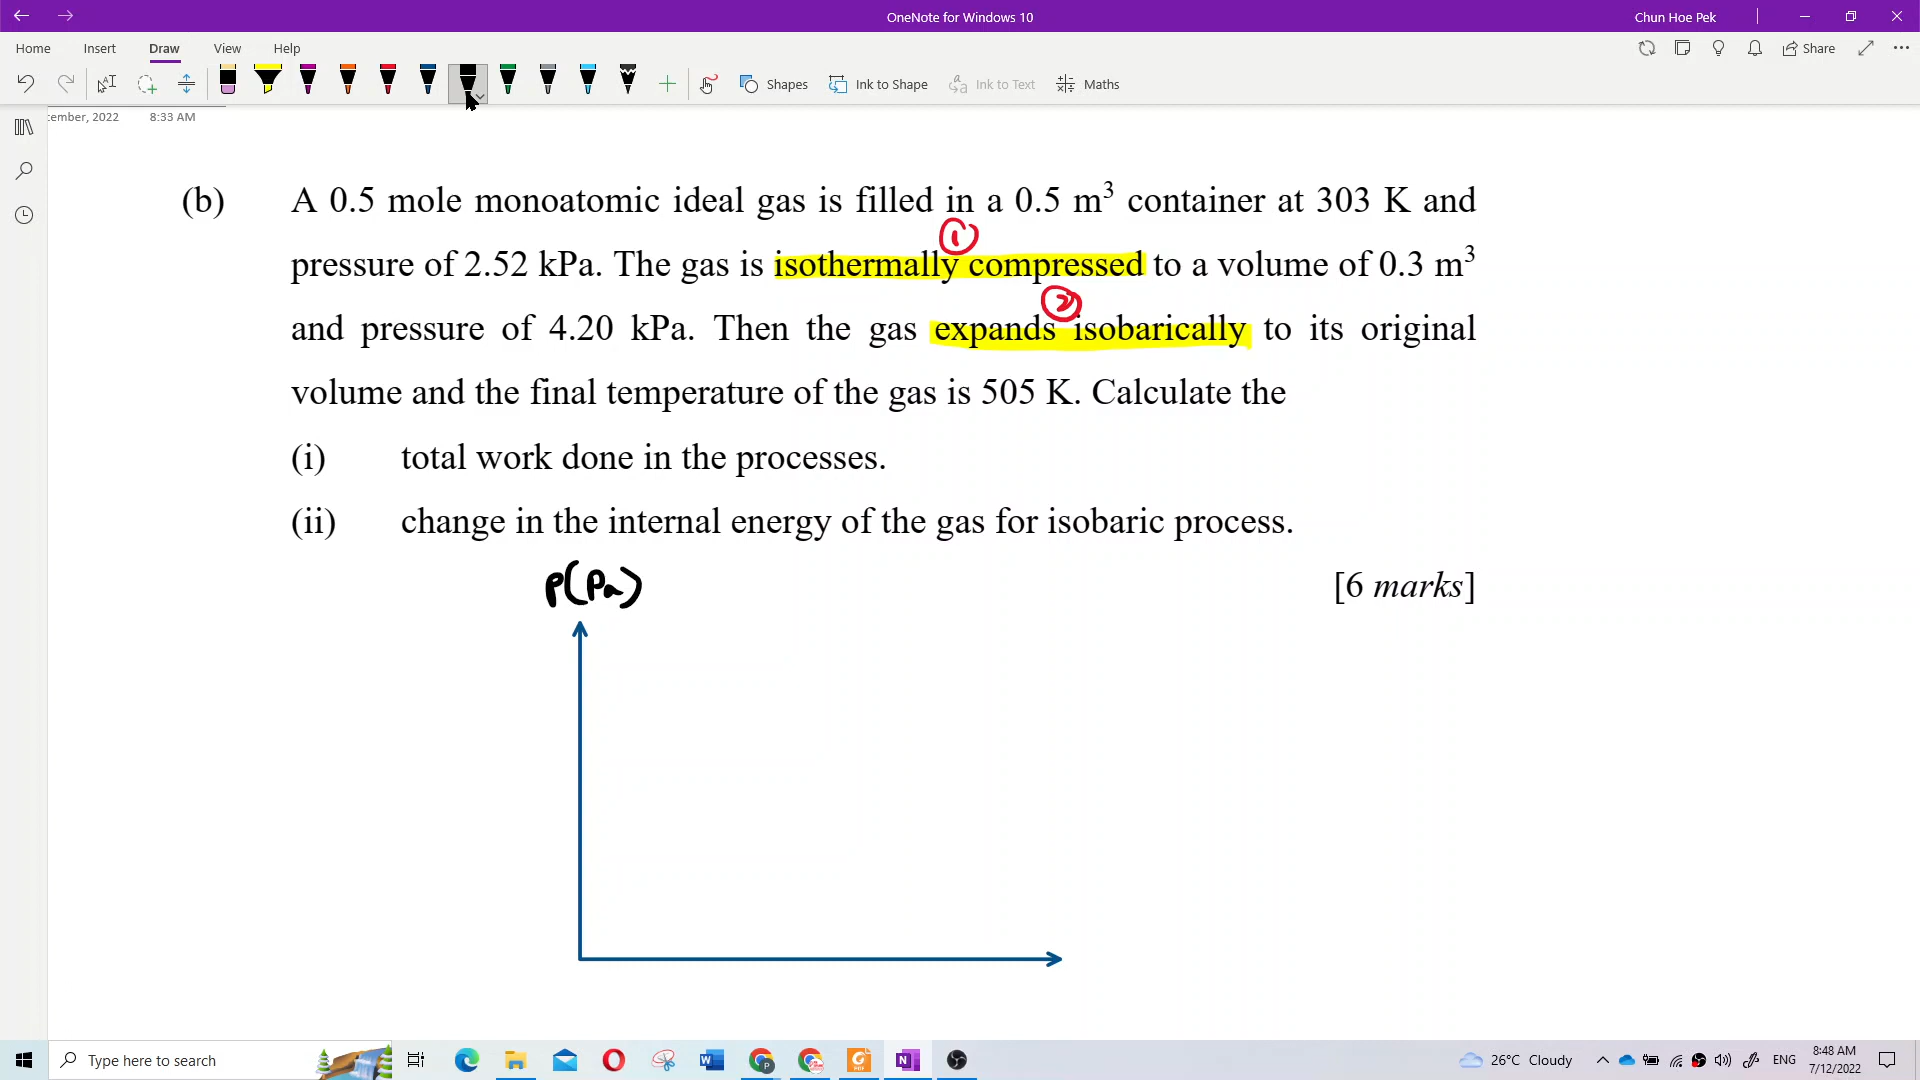 OneNote for Windows 10
Chun Hoe Pek
Home Insert Draw View Help
Share
Shapes Ink to Shape Ink to Text Maths
ember, 2022 8:33 AM
(b) A 0.5 mole monoatomic ideal gas is filled in a 0.5 m³ container at 303 K and
①
pressure of 2.52 kPa. The gas is isothermally compressed to a volume of 0.3 m³
②
and pressure of 4.20 kPa. Then the gas expands isobarically to its original
volume and the final temperature of the gas is 505 K. Calculate the
(i) total work done in the processes.
(ii) change in the internal energy of the gas for isobaric process.
[6 marks]
P(Pa)
Type here to search
26°C Cloudy
ENG
8:48 AM
7/12/2022